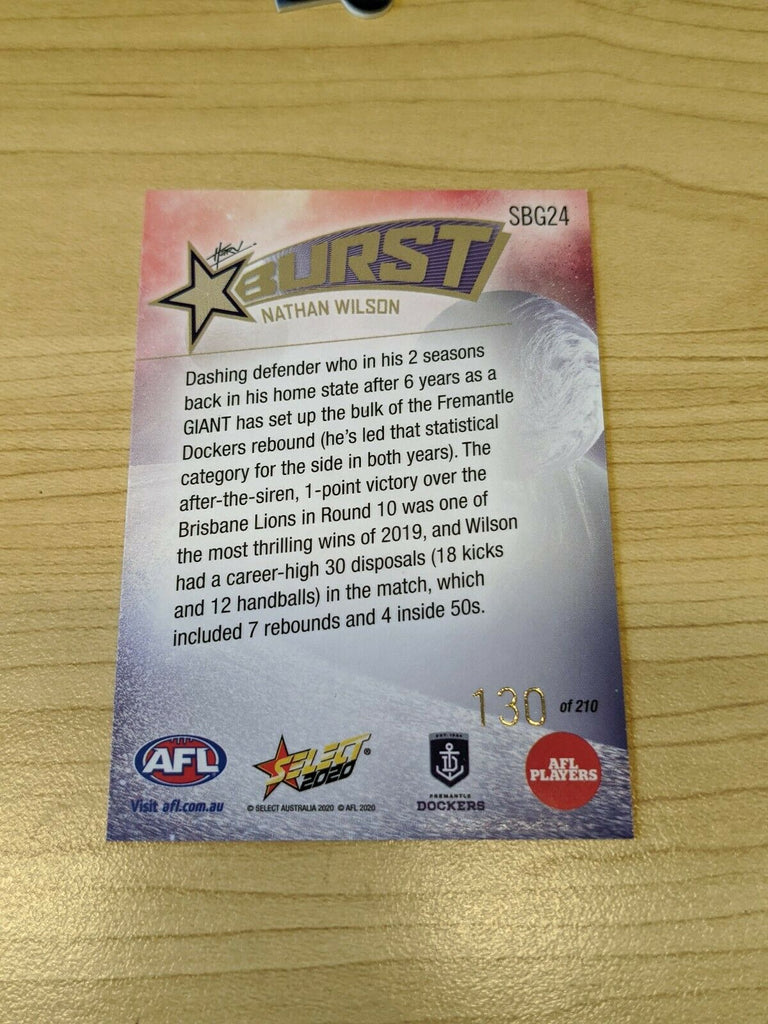 SBG24
BURST
NATHAN WILSON
Dashing defender who in his 2 seasons
back in his home state after 6 years as a
GIANT has set up the bulk of the Fremantle
Dockers rebound (he's led that statistical
category for the side in both years). The
after-the-siren, 1-point victory over the
Brisbane Lions in Round 10 was one of
the most thrilling wins of 2019, and Wilson
had a career-high 30 disposals (18 kicks
and 12 handballs) in the match, which
included 7 rebounds and 4 inside 50s.
130 of 210
AFL
Visit afl.com.au
SELECT®
2020
© SELECT AUSTRALIA 2020 © AFL 2020
FREMANTLE
DOCKERS
AFL
PLAYERS